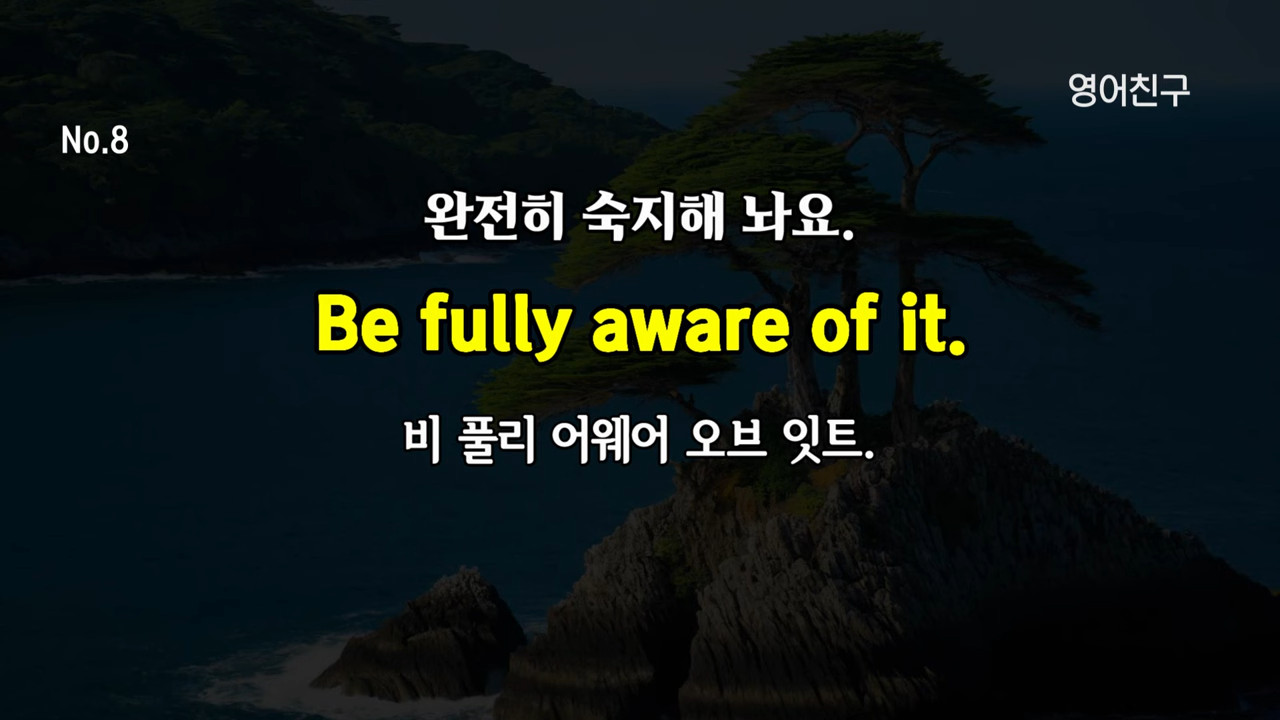 영어친구
No.8
완전히 숙지해 놔요.
Be fully aware of it.
비 풀리 어웨어 오브 잇트.